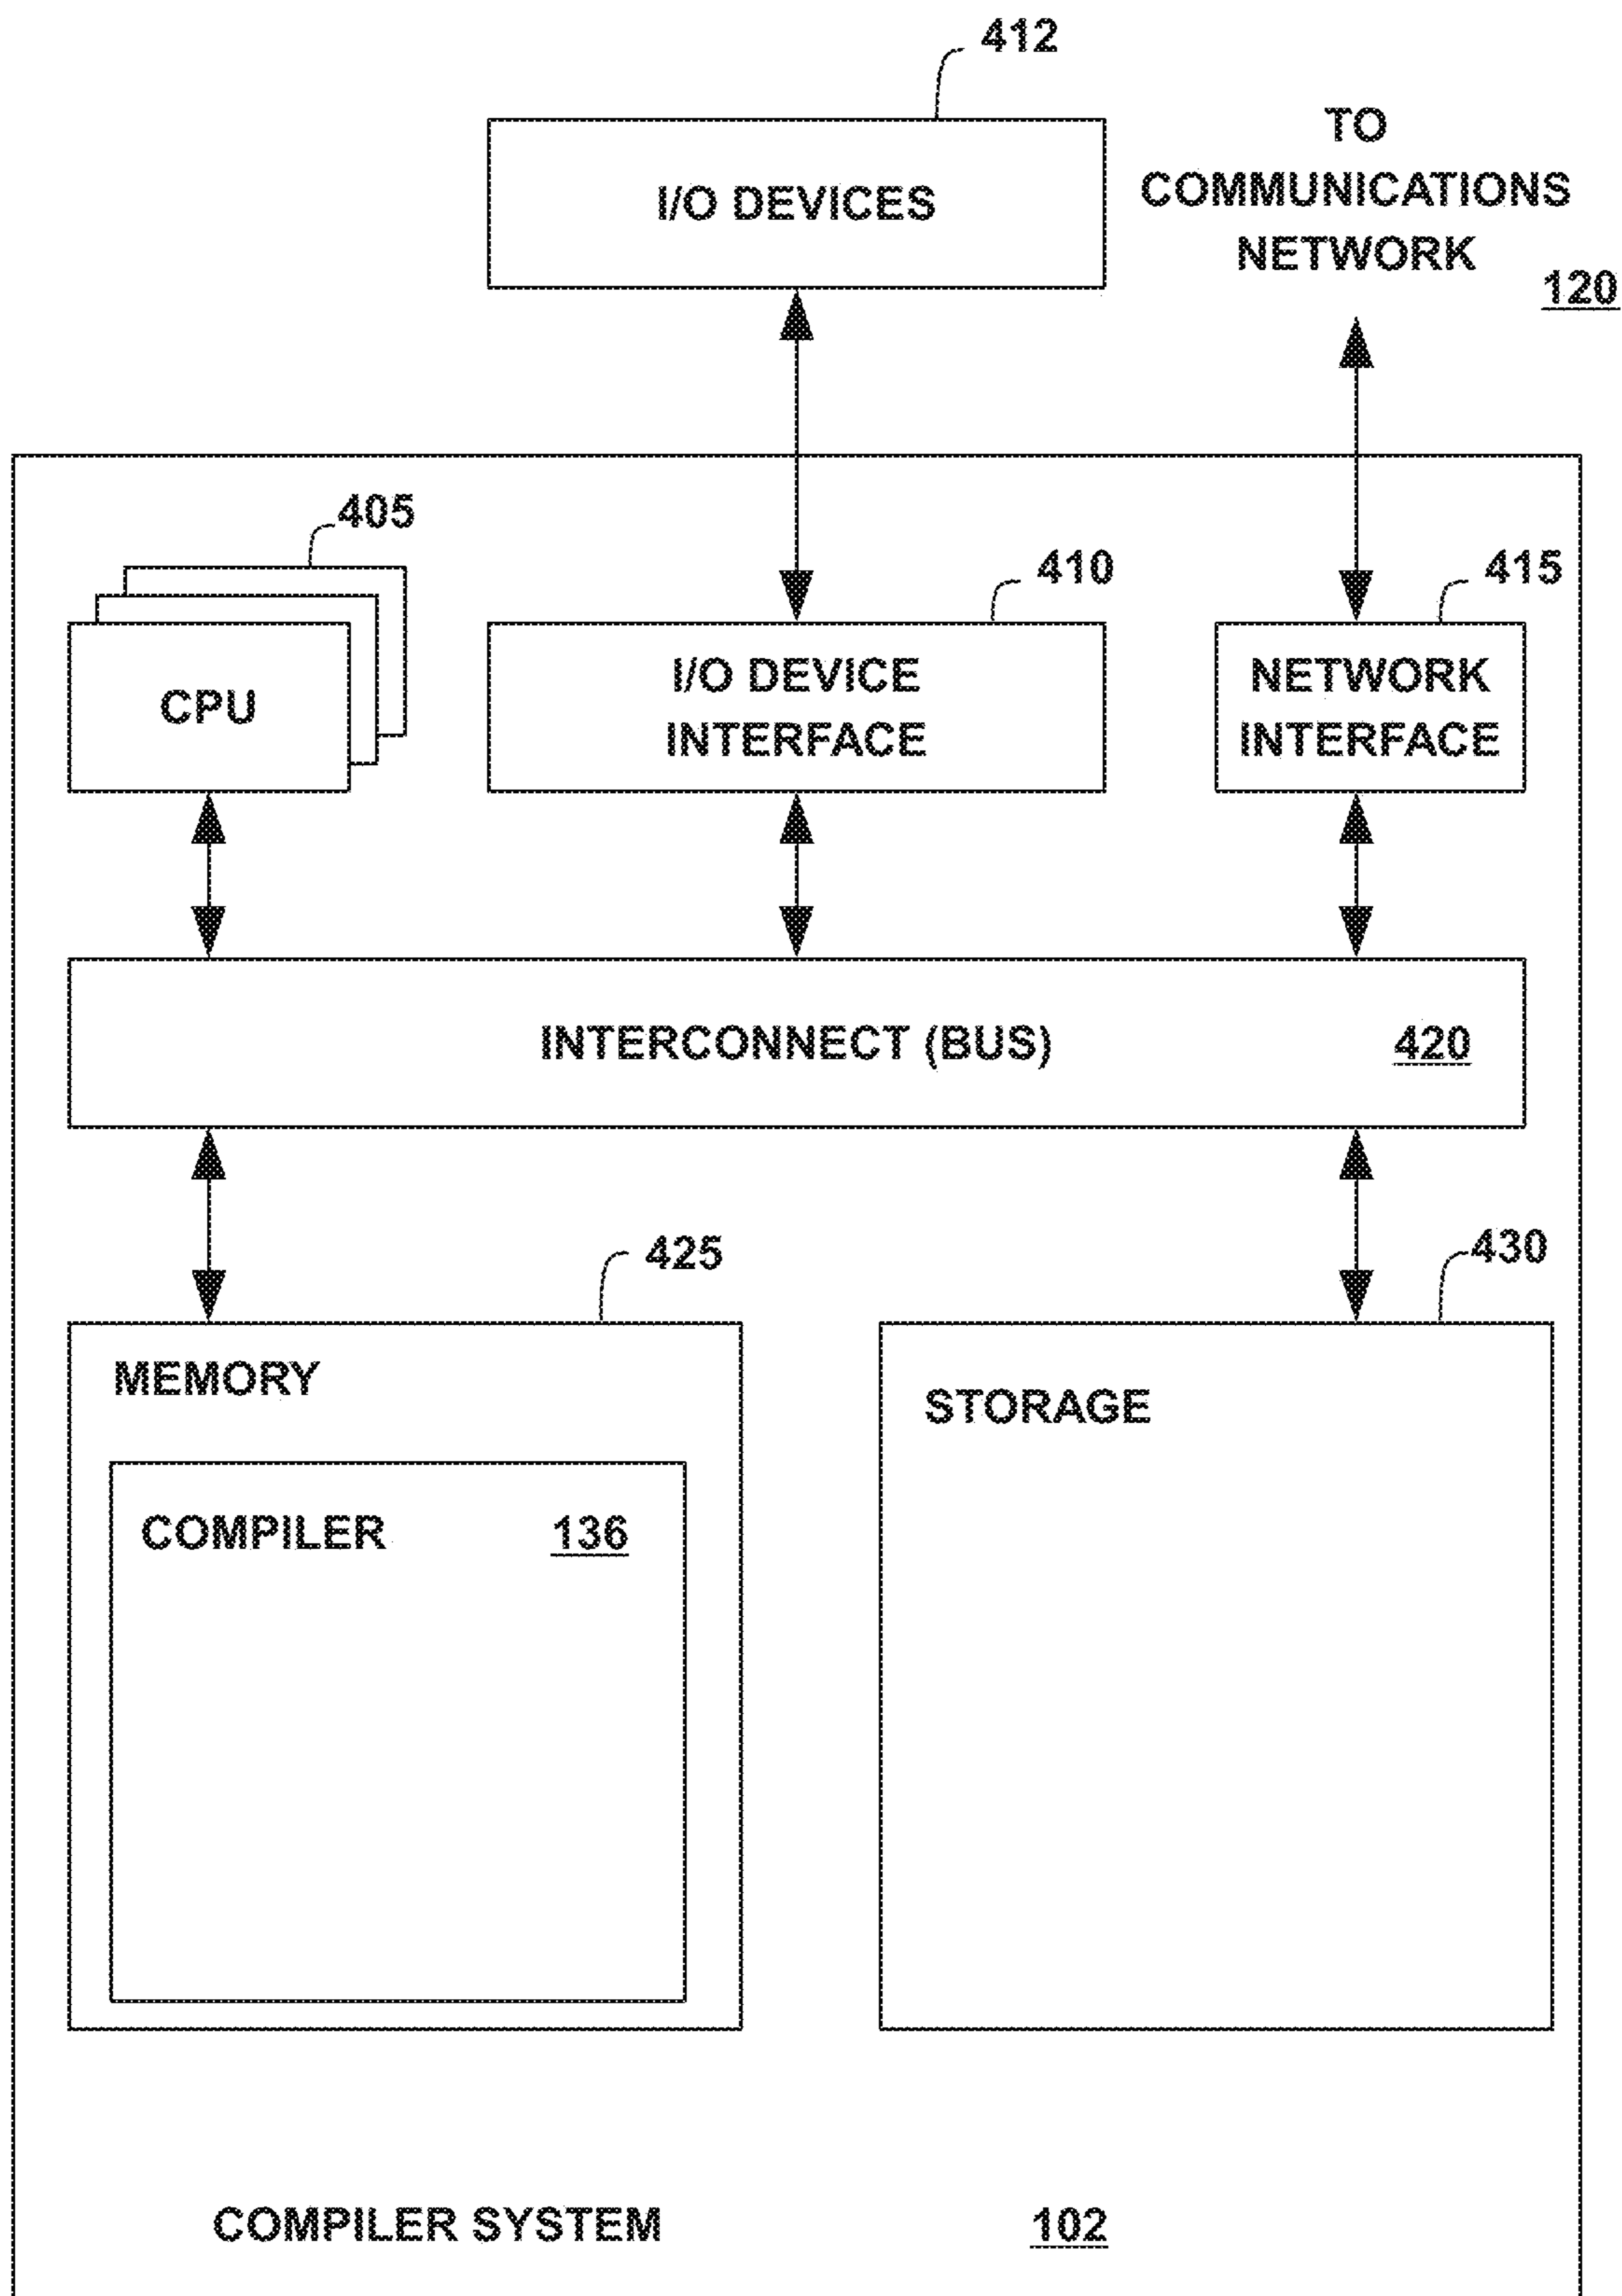 412
I/O DEVICES
TO
COMMUNICATIONS
NETWORK
120
405
CPU
410
I/O DEVICE
INTERFACE
415
NETWORK
INTERFACE
INTERCONNECT (BUS) 420
425
MEMORY
COMPILER 136
430
STORAGE
COMPILER SYSTEM 102